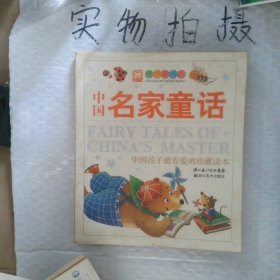 实物拍摄
中国
名家童话
FAIRY TALES OF
CHINA'S MASTER
中国孩子最喜爱的珍藏读本